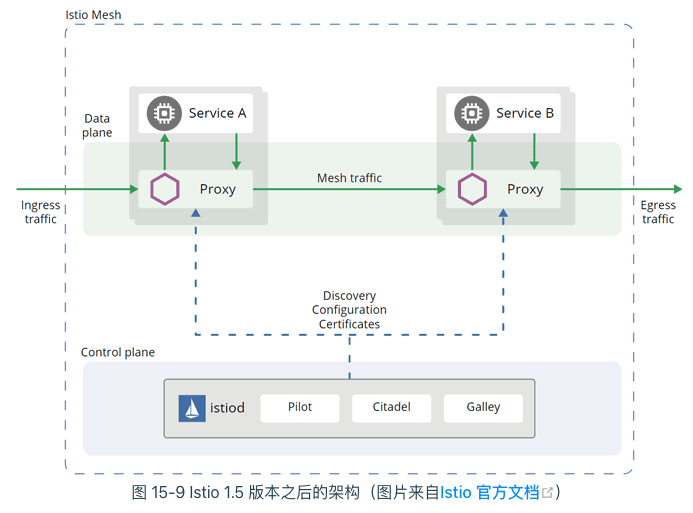 Istio Mesh
Data
plane
Service A
Service B
Proxy
Mesh traffic
Proxy
Ingress
traffic
Egress
traffic
Discovery
Configuration
Certificates
Control plane
istiod
Pilot
Citadel
Galley
图 15-9 Istio 1.5 版本之后的架构（图片来自Istio 官方文档）